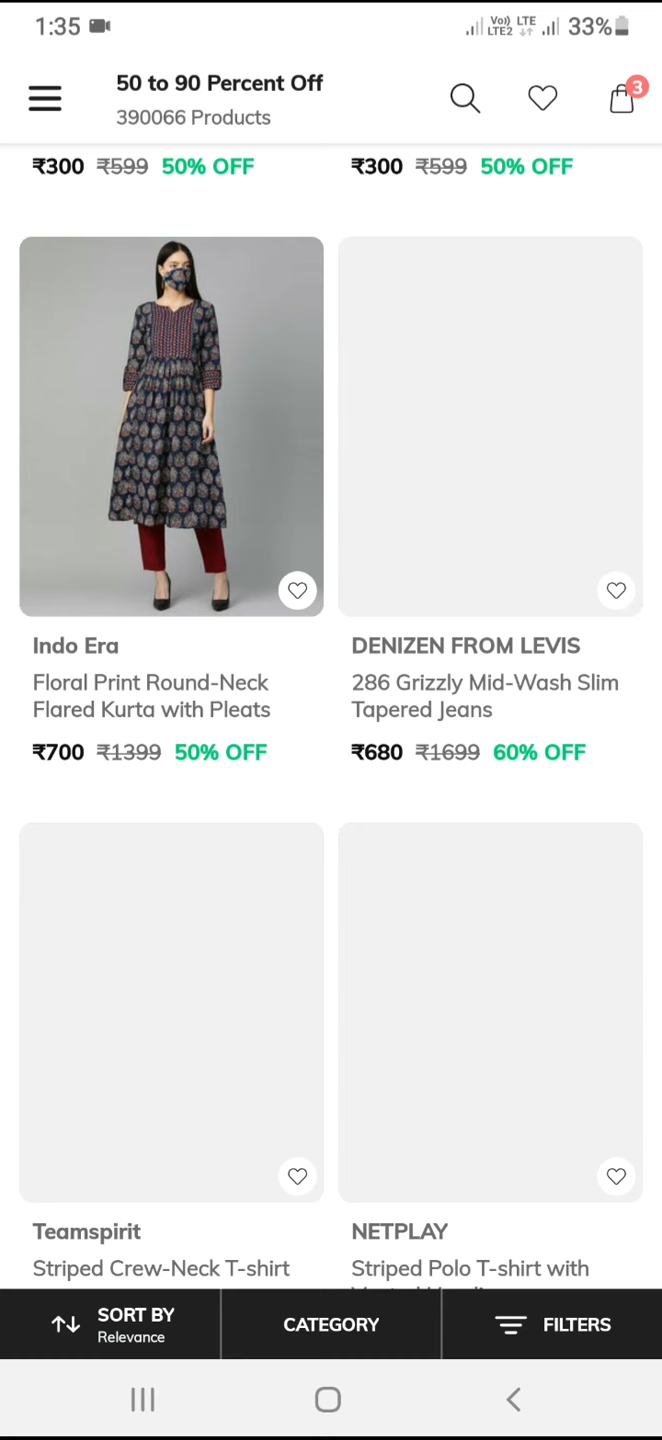 1:35
Vo) LTE
LTE2
33%
50 to 90 Percent Off
390066 Products
3
₹300 ₹599 50% OFF
₹300 ₹599 50% OFF
Indo Era
Floral Print Round-Neck
Flared Kurta with Pleats
₹700 ₹1399 50% OFF
DENIZEN FROM LEVIS
286 Grizzly Mid-Wash Slim
Tapered Jeans
₹680 ₹1699 60% OFF
Teamspirit
Striped Crew-Neck T-shirt
NETPLAY
Striped Polo T-shirt with
SORT BY
Relevance
CATEGORY
FILTERS